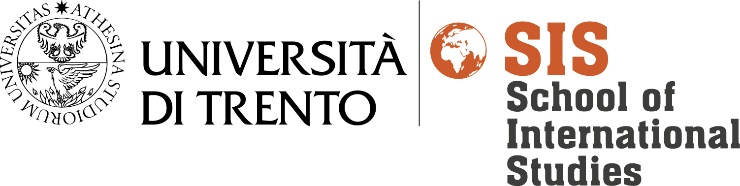 UNIVERSITAS ATHESINA STUDIORUM
UNIVERSITÀ
DI TRENTO
SIS
School of
International
Studies